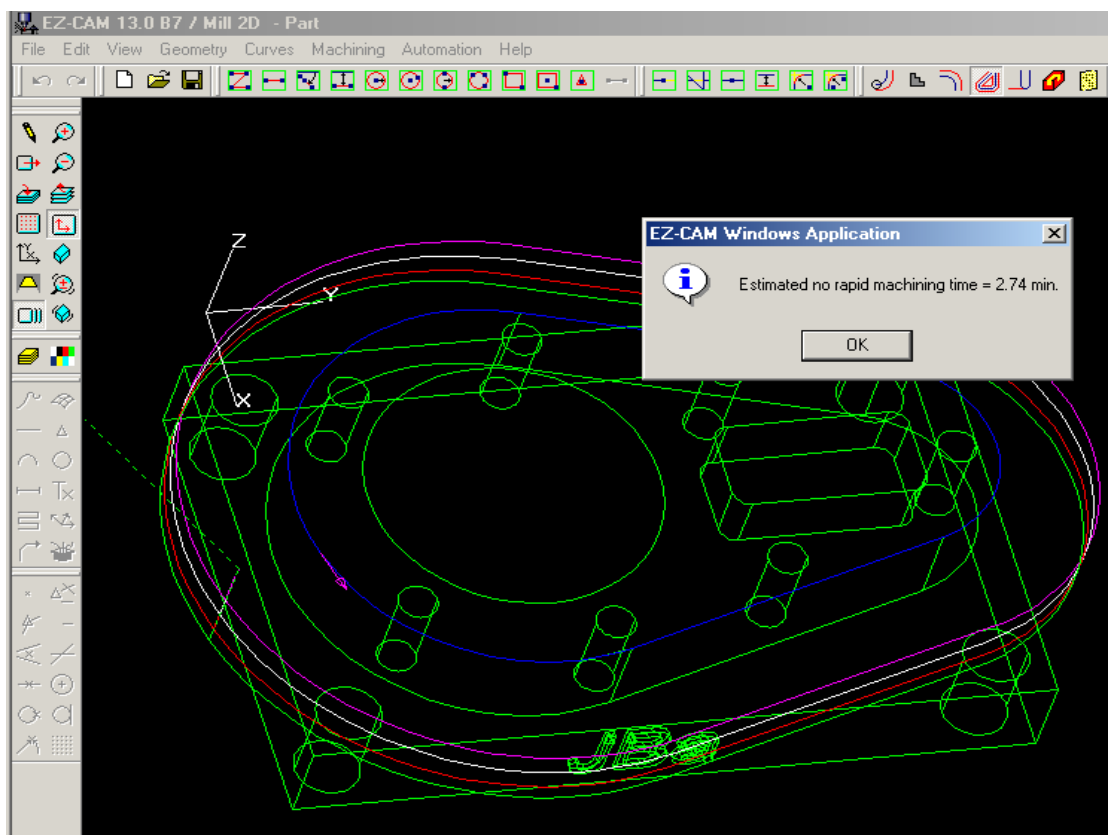 EZ-CAM 13.0 B7 / Mill 2D - Part
File Edit View Geometry Curves Machining Automation Help
EZ-CAM Windows Application
Estimated no rapid machining time = 2.74 min.
OK
Z
Y
X